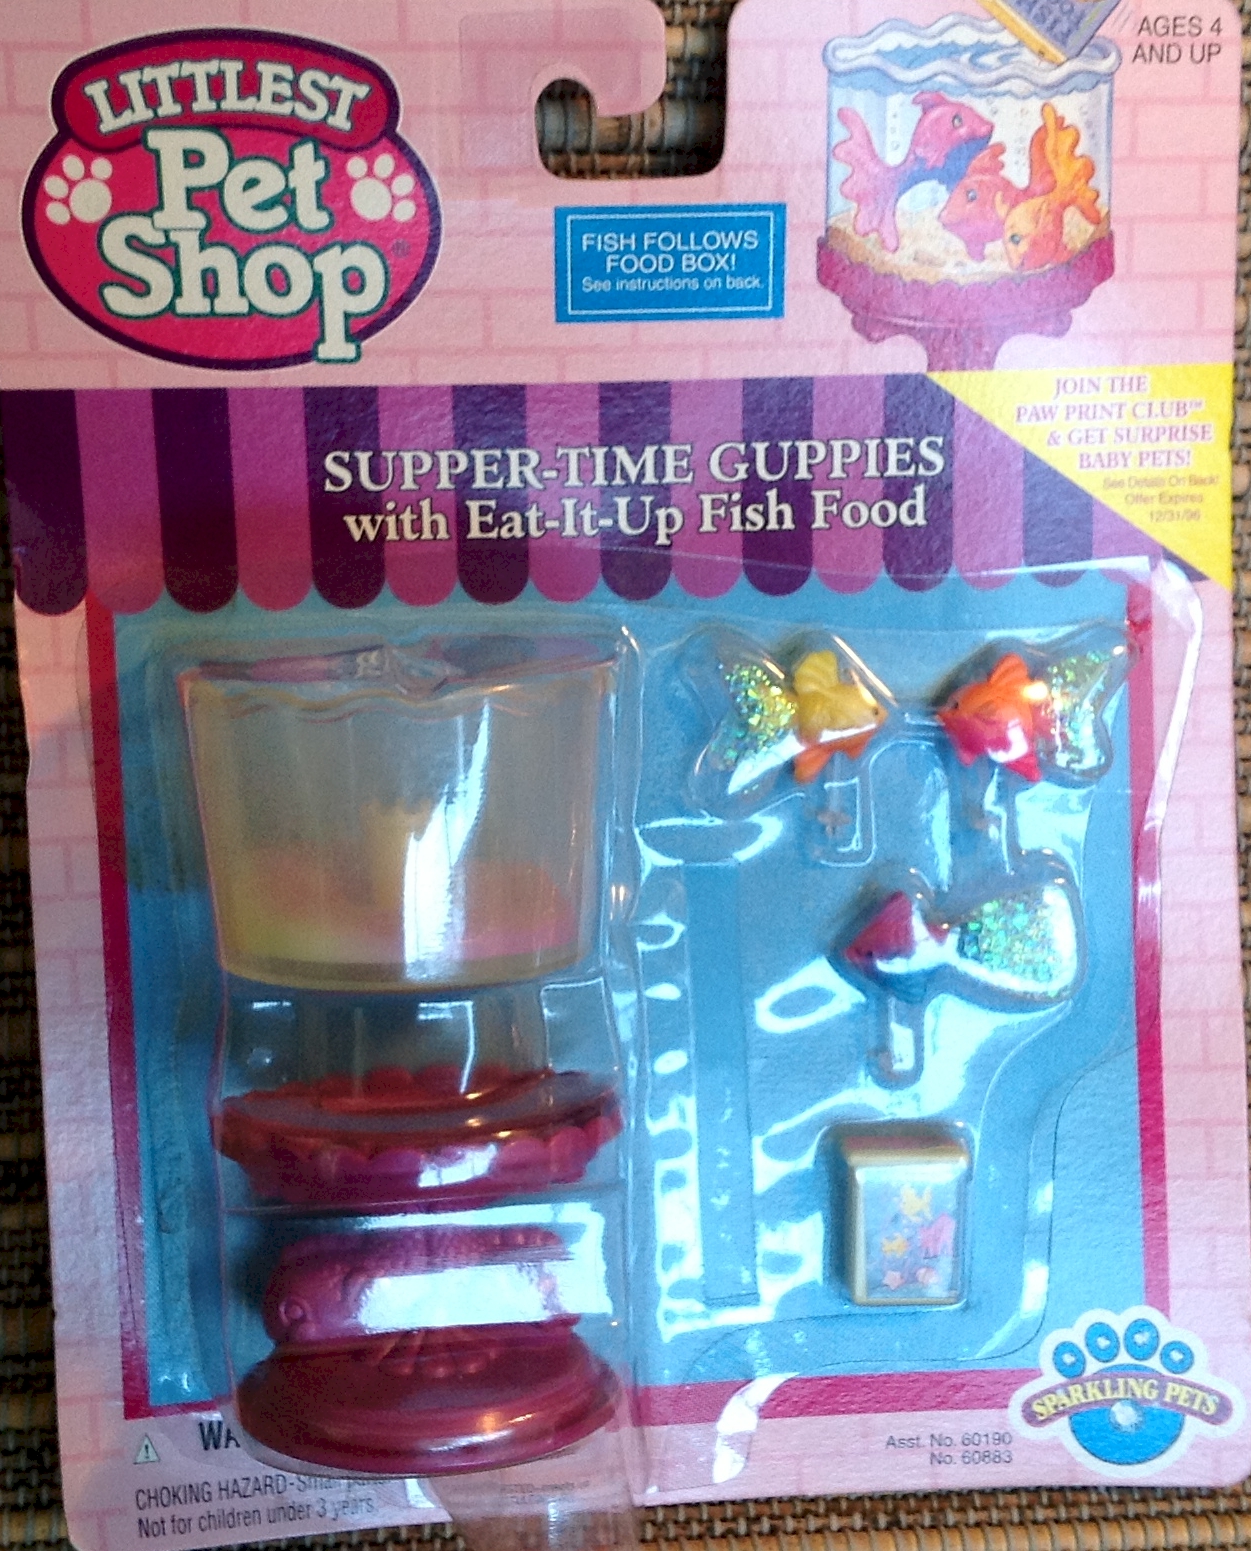 LITTLEST
Pet
Shop
®
AGES 4
AND UP
FISH FOLLOWS
FOOD BOX!
See instructions on back.
JOIN THE
PAW PRINT CLUB™
& GET SURPRISE
BABY PETS!
See Details On Back!
Offer Expires
12/31/96
SUPPER-TIME GUPPIES
with Eat-It-Up Fish Food
SPARKLING PETS
Asst. No. 60190
No. 60883
CHOKING HAZARD-Small parts
Not for children under 3 years